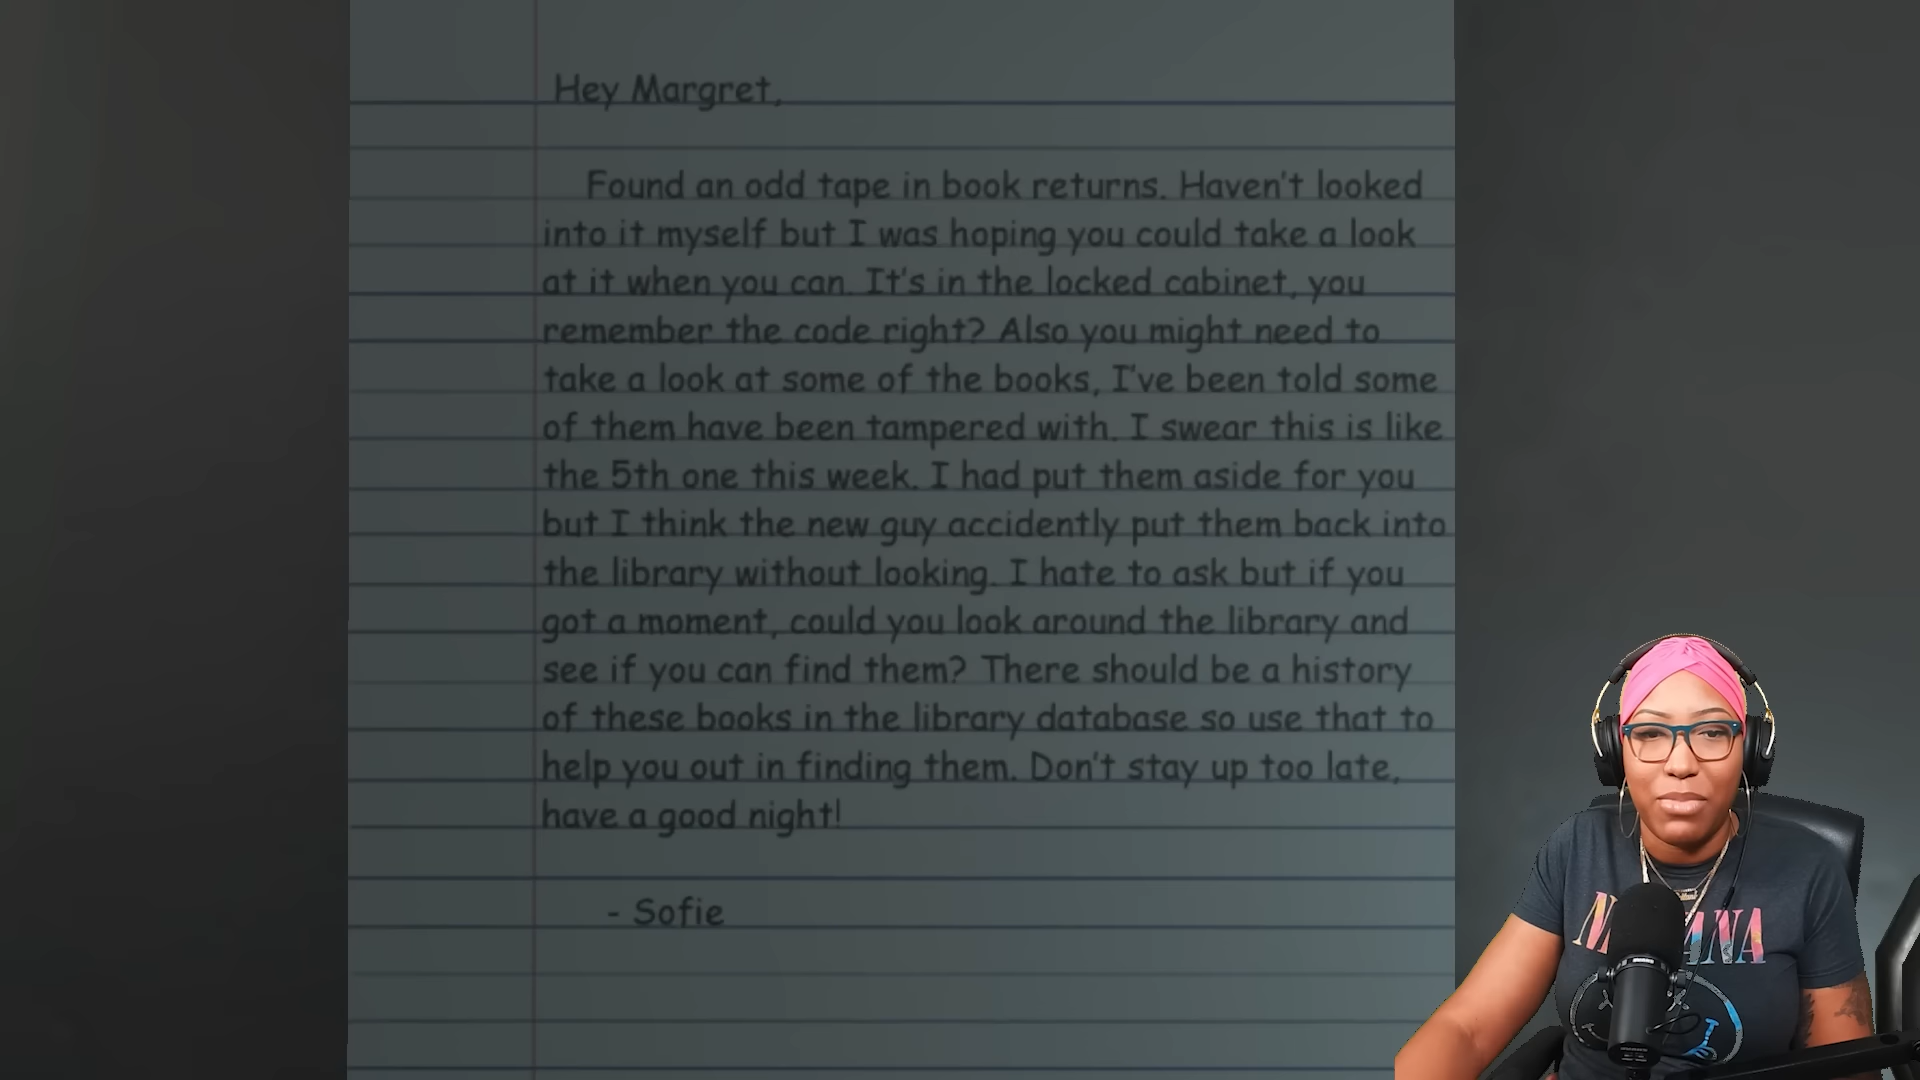 Hey Margret,
Found an odd tape in book returns. Haven't looked
into it myself but I was hoping you could take a look
at it when you can. It's in the locked cabinet, you
remember the code right? Also you might need to
take a look at some of the books, I've been told some
of them have been tampered with. I swear this is like
the 5th one this week. I had put them aside for you
but I think the new guy accidently put them back into
the library without looking. I hate to ask but if you
got a moment, could you look around the library and
see if you can find them? There should be a history
of these books in the library database so use that to
help you out in finding them. Don't stay up too late,
have a good night!
- Sofie